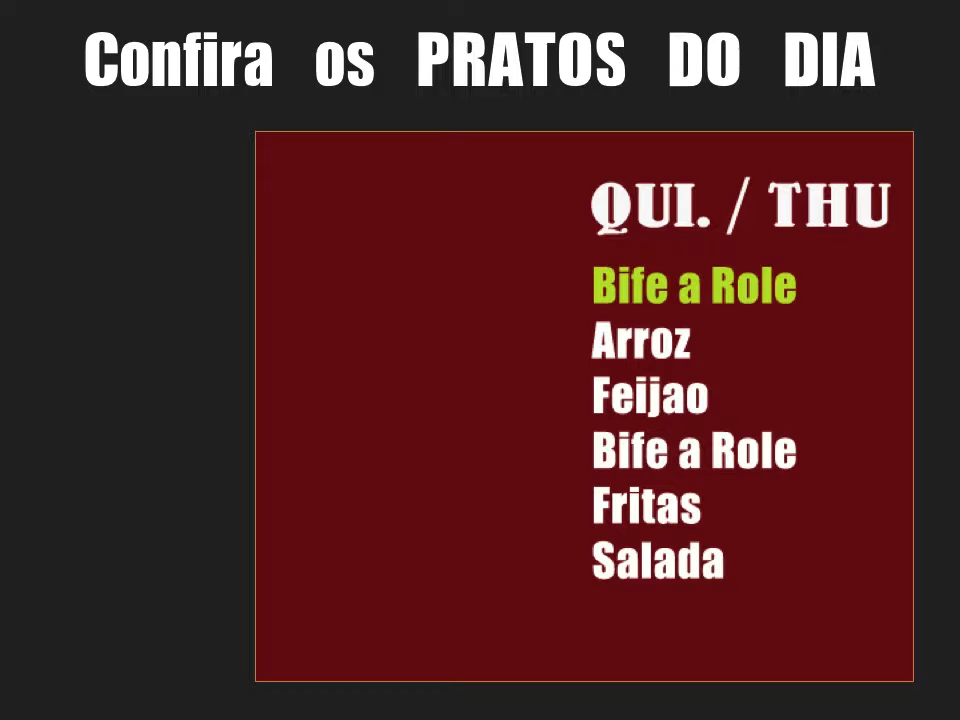 Confira os PRATOS DO DIA
QUI. / THU
Bife a Role
Arroz
Feijao
Bife a Role
Fritas
Salada